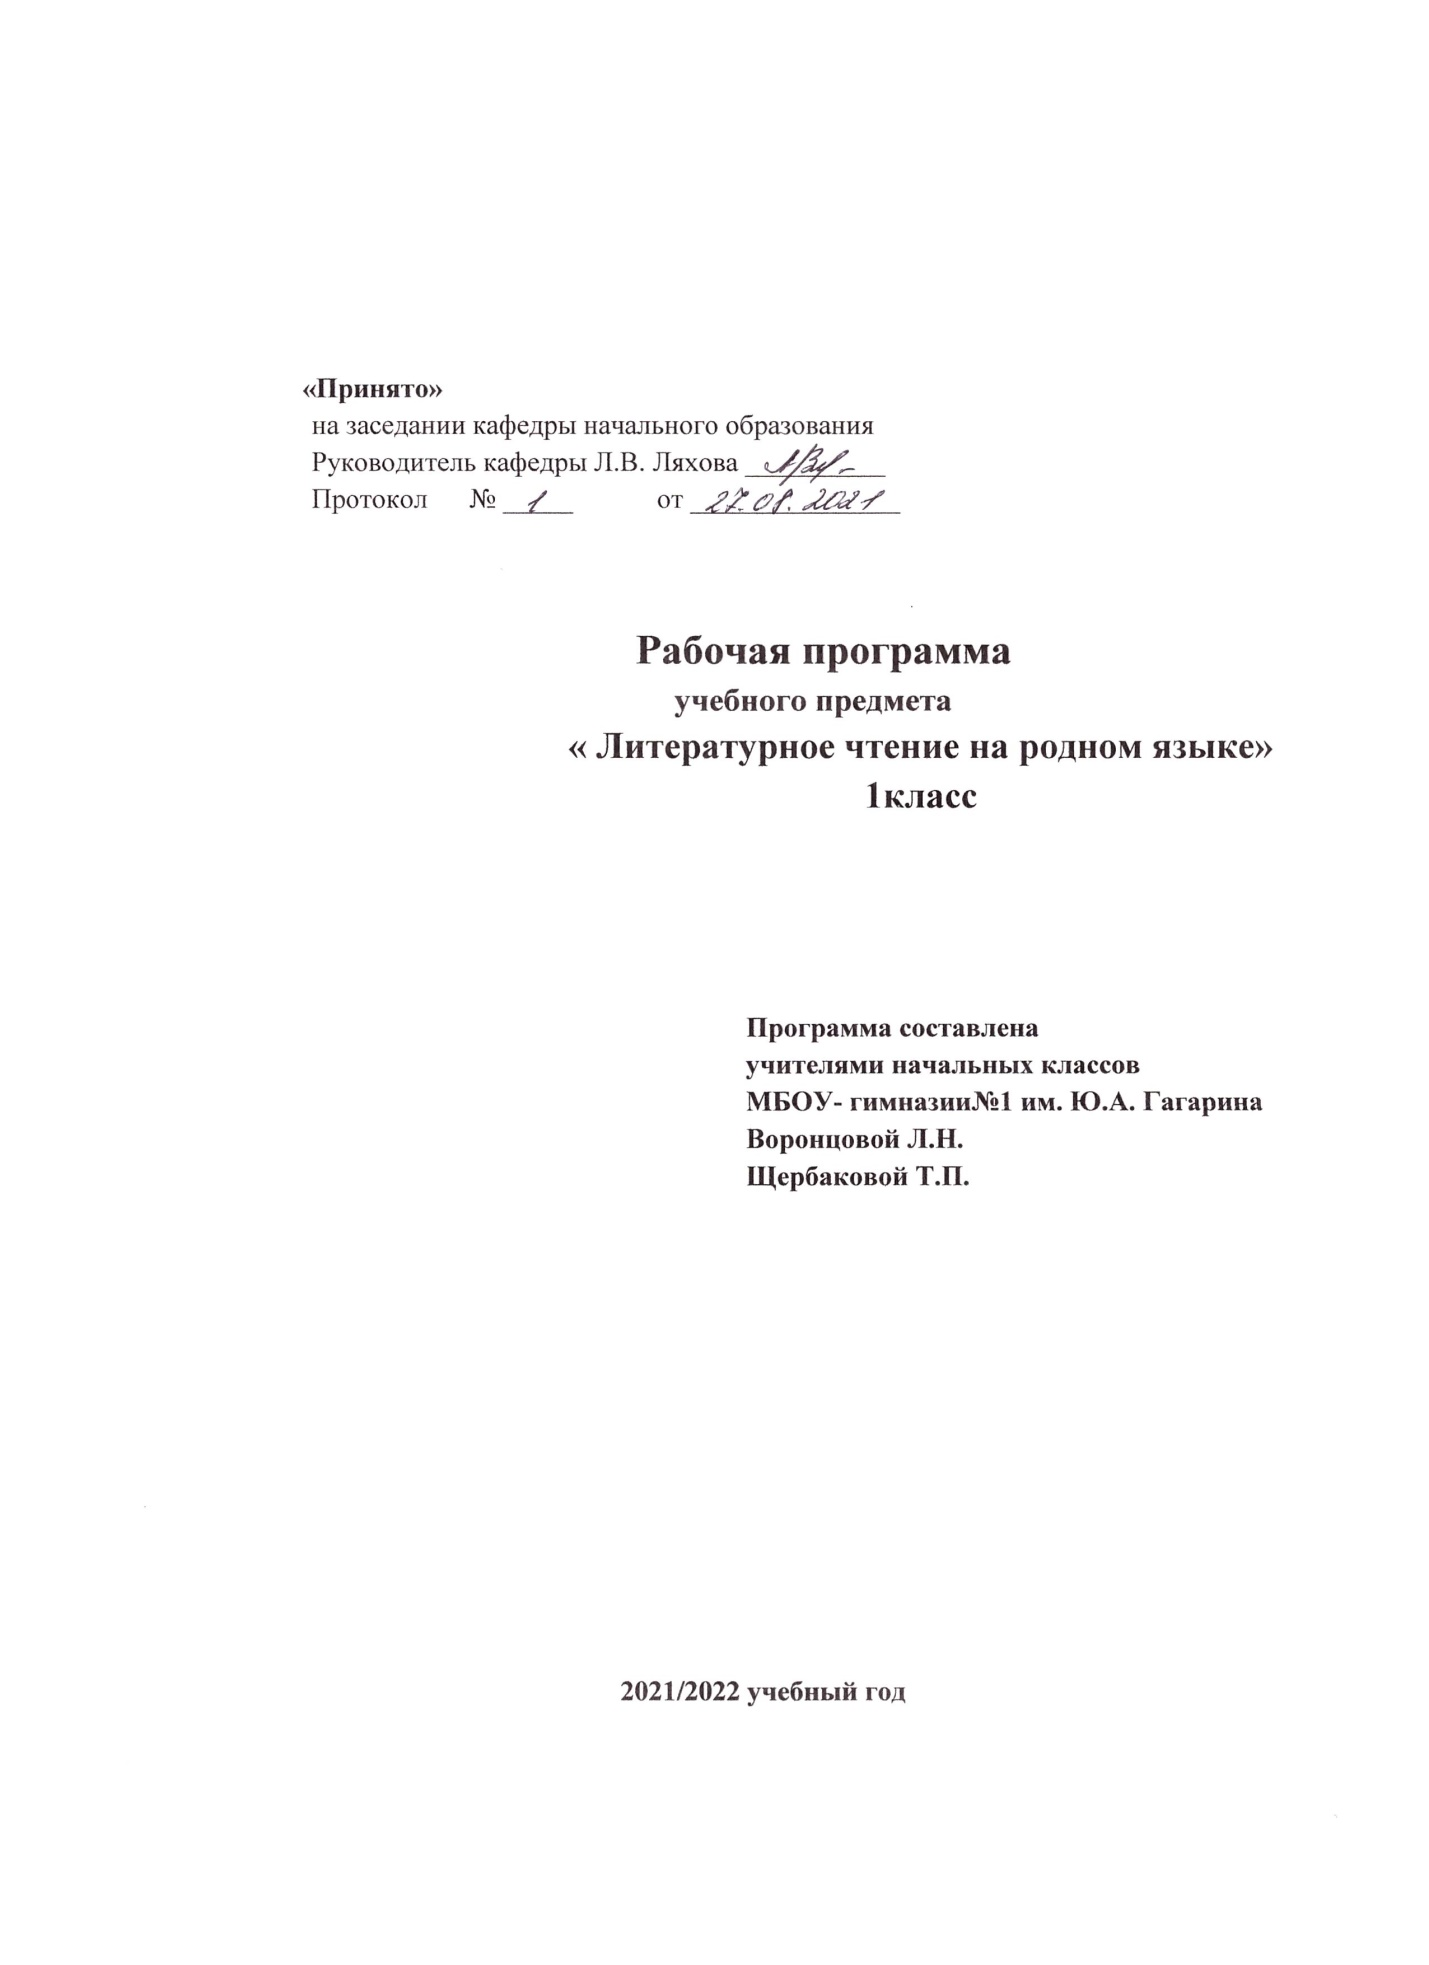 «Принято»
на заседании кафедры начального образования
Руководитель кафедры Л.В. Ляхова
Протокол № 1 от 27.08.2021
Рабочая программа
учебного предмета
« Литературное чтение на родном языке»
1класс
Программа составлена
учителями начальных классов
МБОУ- гимназии№1 им. Ю.А. Гагарина
Воронцовой Л.Н.
Щербаковой Т.П.
2021/2022 учебный год